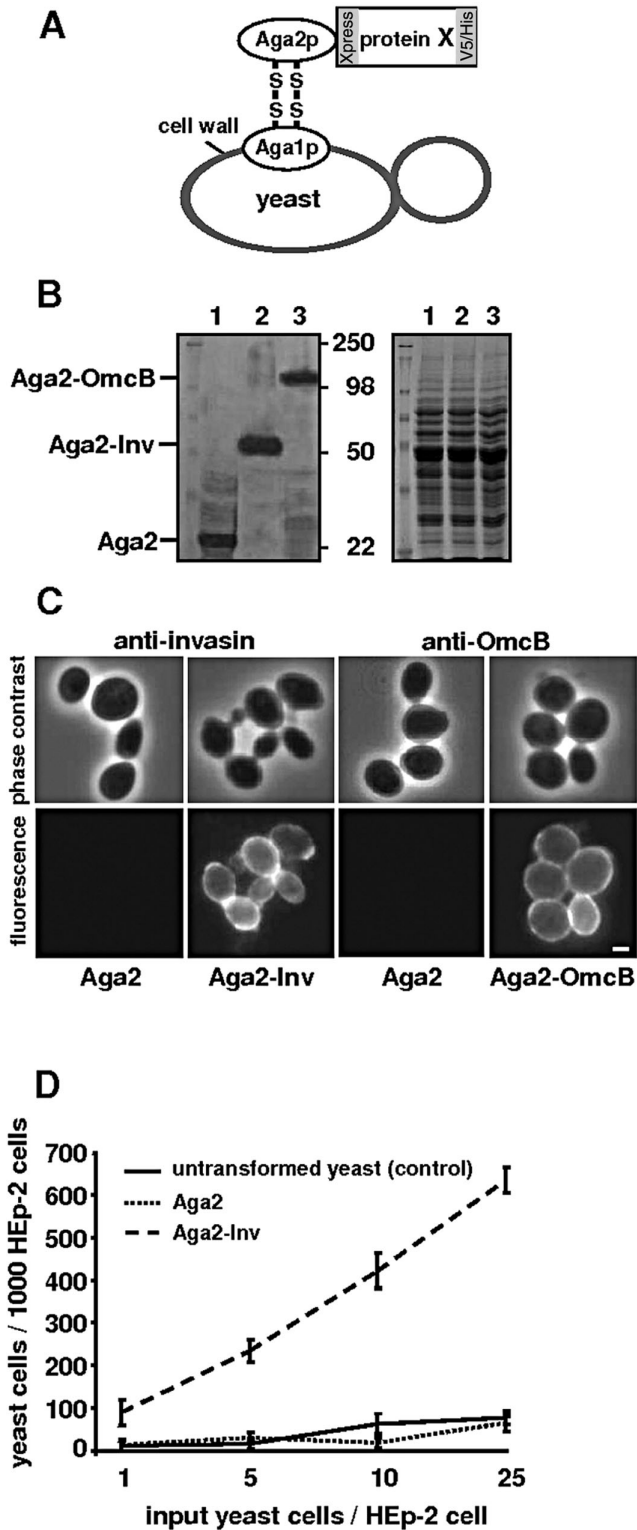 A
Aga2p
Xpress
protein X
V5/His
S S
S S
cell wall
Aga1p
yeast
B
1 2 3
1 2 3
250
Aga2-OmcB
98
Aga2-Inv
50
Aga2
22
C
anti-invasin
anti-OmcB
phase contrast
fluorescence
Aga2
Aga2-Inv
Aga2
Aga2-OmcB
D
yeast cells / 1000 HEp-2 cells
700
600
500
400
300
200
100
0
untransformed yeast (control)
Aga2
Aga2-Inv
1 5 10 25
input yeast cells / HEp-2 cell